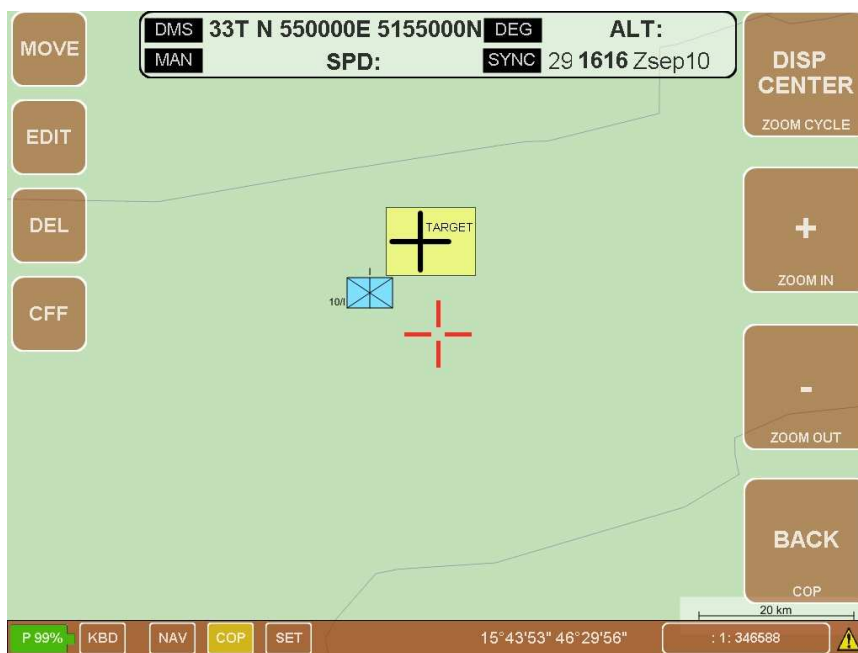 MOVE
DMS 33T N 550000E 5155000N DEG ALT:
MAN SPD: SYNC 29 1616 Zsep10
DISP
CENTER
ZOOM CYCLE
EDIT
DEL
TARGET
+
ZOOM IN
10/I
I
CFF
-
ZOOM OUT
BACK
COP
20 km
P 99% KBD NAV COP SET 15°43'53" 46°29'56" : 1: 346588